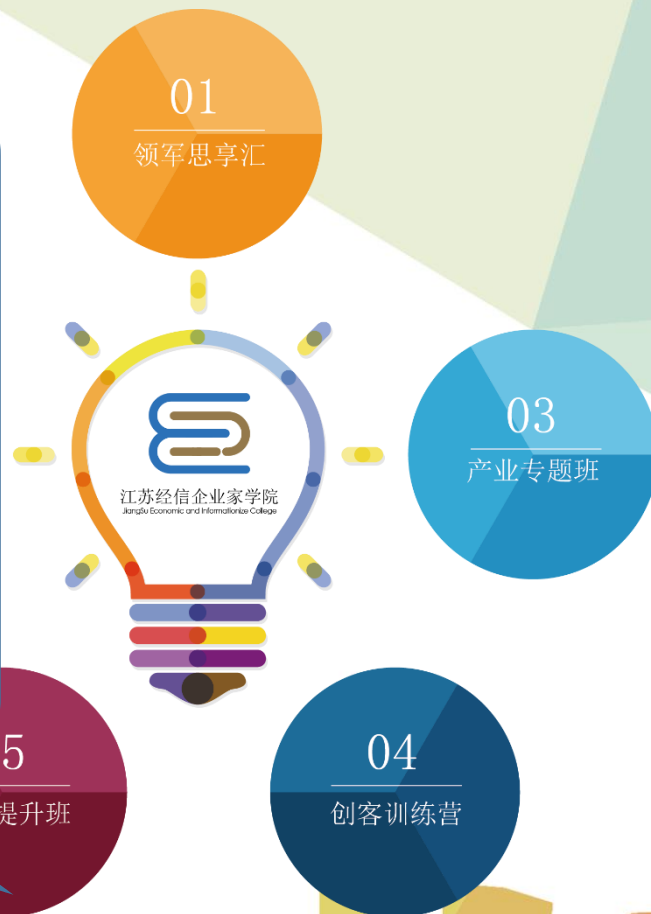 01
领军思享汇
03
产业专题班
江苏经信企业家学院
JiangSu Economic and Informationize College
5
提升班
04
创客训练营